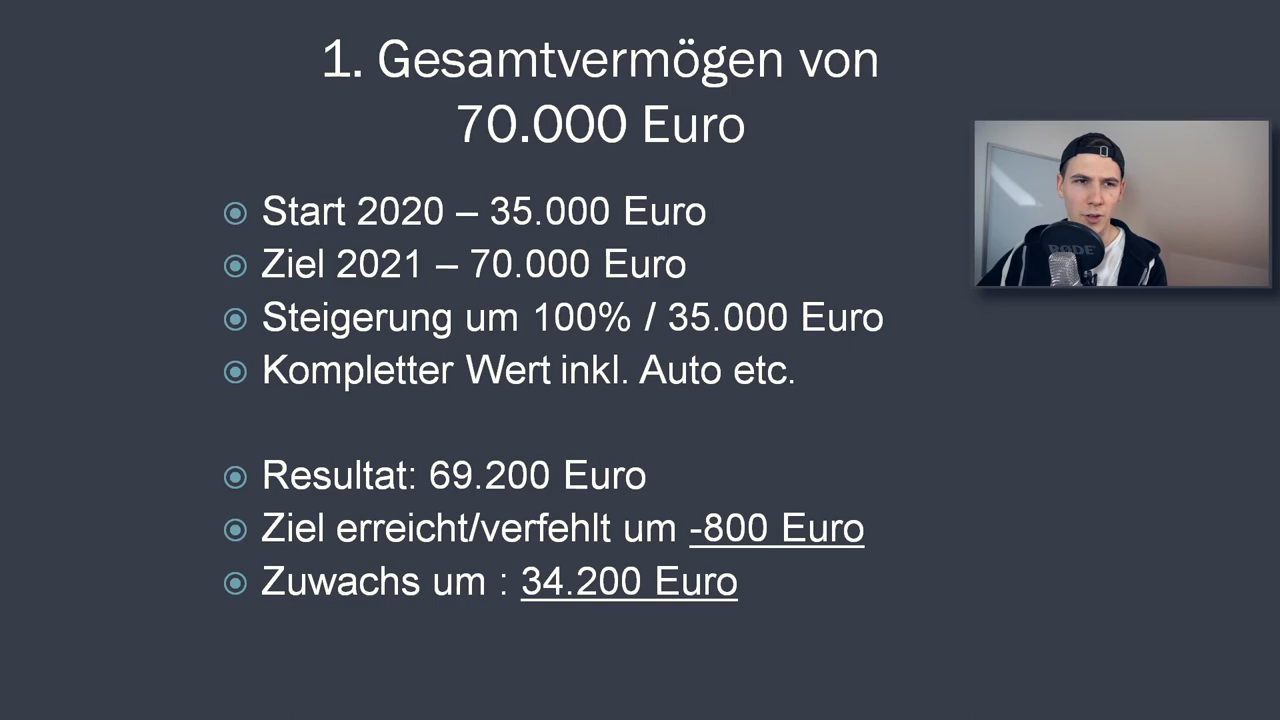 1. Gesamtvermögen von
70.000 Euro
Start 2020 – 35.000 Euro
Ziel 2021 – 70.000 Euro
Steigerung um 100% / 35.000 Euro
Kompletter Wert inkl. Auto etc.
Resultat: 69.200 Euro
Ziel erreicht/verfehlt um -800 Euro
Zuwachs um : 34.200 Euro
RODE